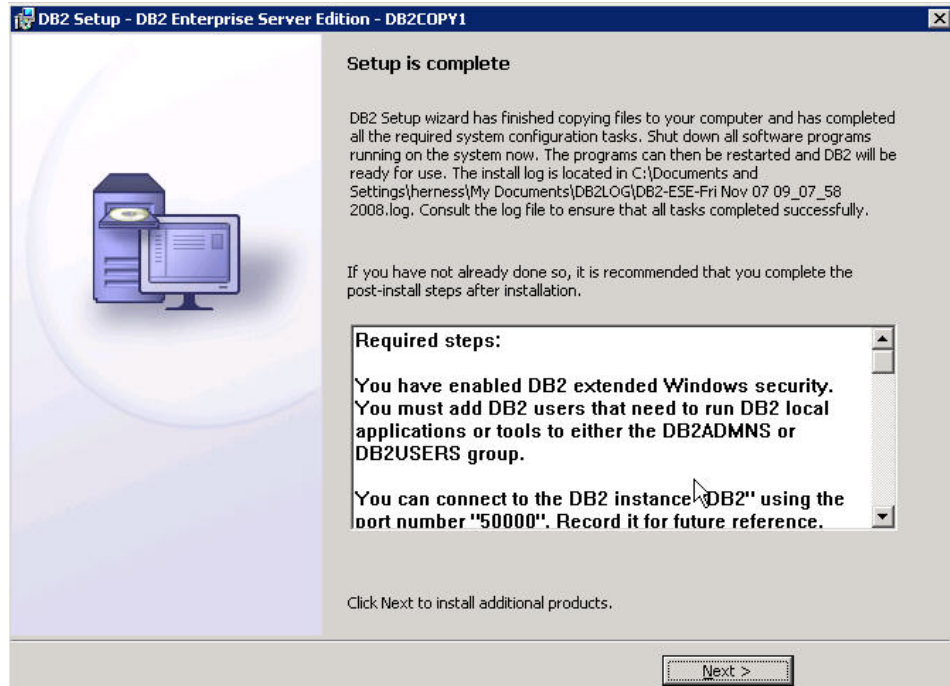 DB2 Setup - DB2 Enterprise Server Edition - DB2COPY1
Setup is complete
DB2 Setup wizard has finished copying files to your computer and has completed
all the required system configuration tasks. Shut down all software programs
running on the system now. The programs can then be restarted and DB2 will be
ready for use. The install log is located in C:\Documents and
Settings\herness\My Documents\DB2LOG\DB2-ESE-Fri Nov 07 09_07_58
2008.log. Consult the log file to ensure that all tasks completed successfully.
If you have not already done so, it is recommended that you complete the
post-install steps after installation.
Required steps:
You have enabled DB2 extended Windows security.
You must add DB2 users that need to run DB2 local
applications or tools to either the DB2ADMNS or
DB2USERS group.
You can connect to the DB2 instance "DB2" using the
port number "50000". Record it for future reference.
Click Next to install additional products.
Next >